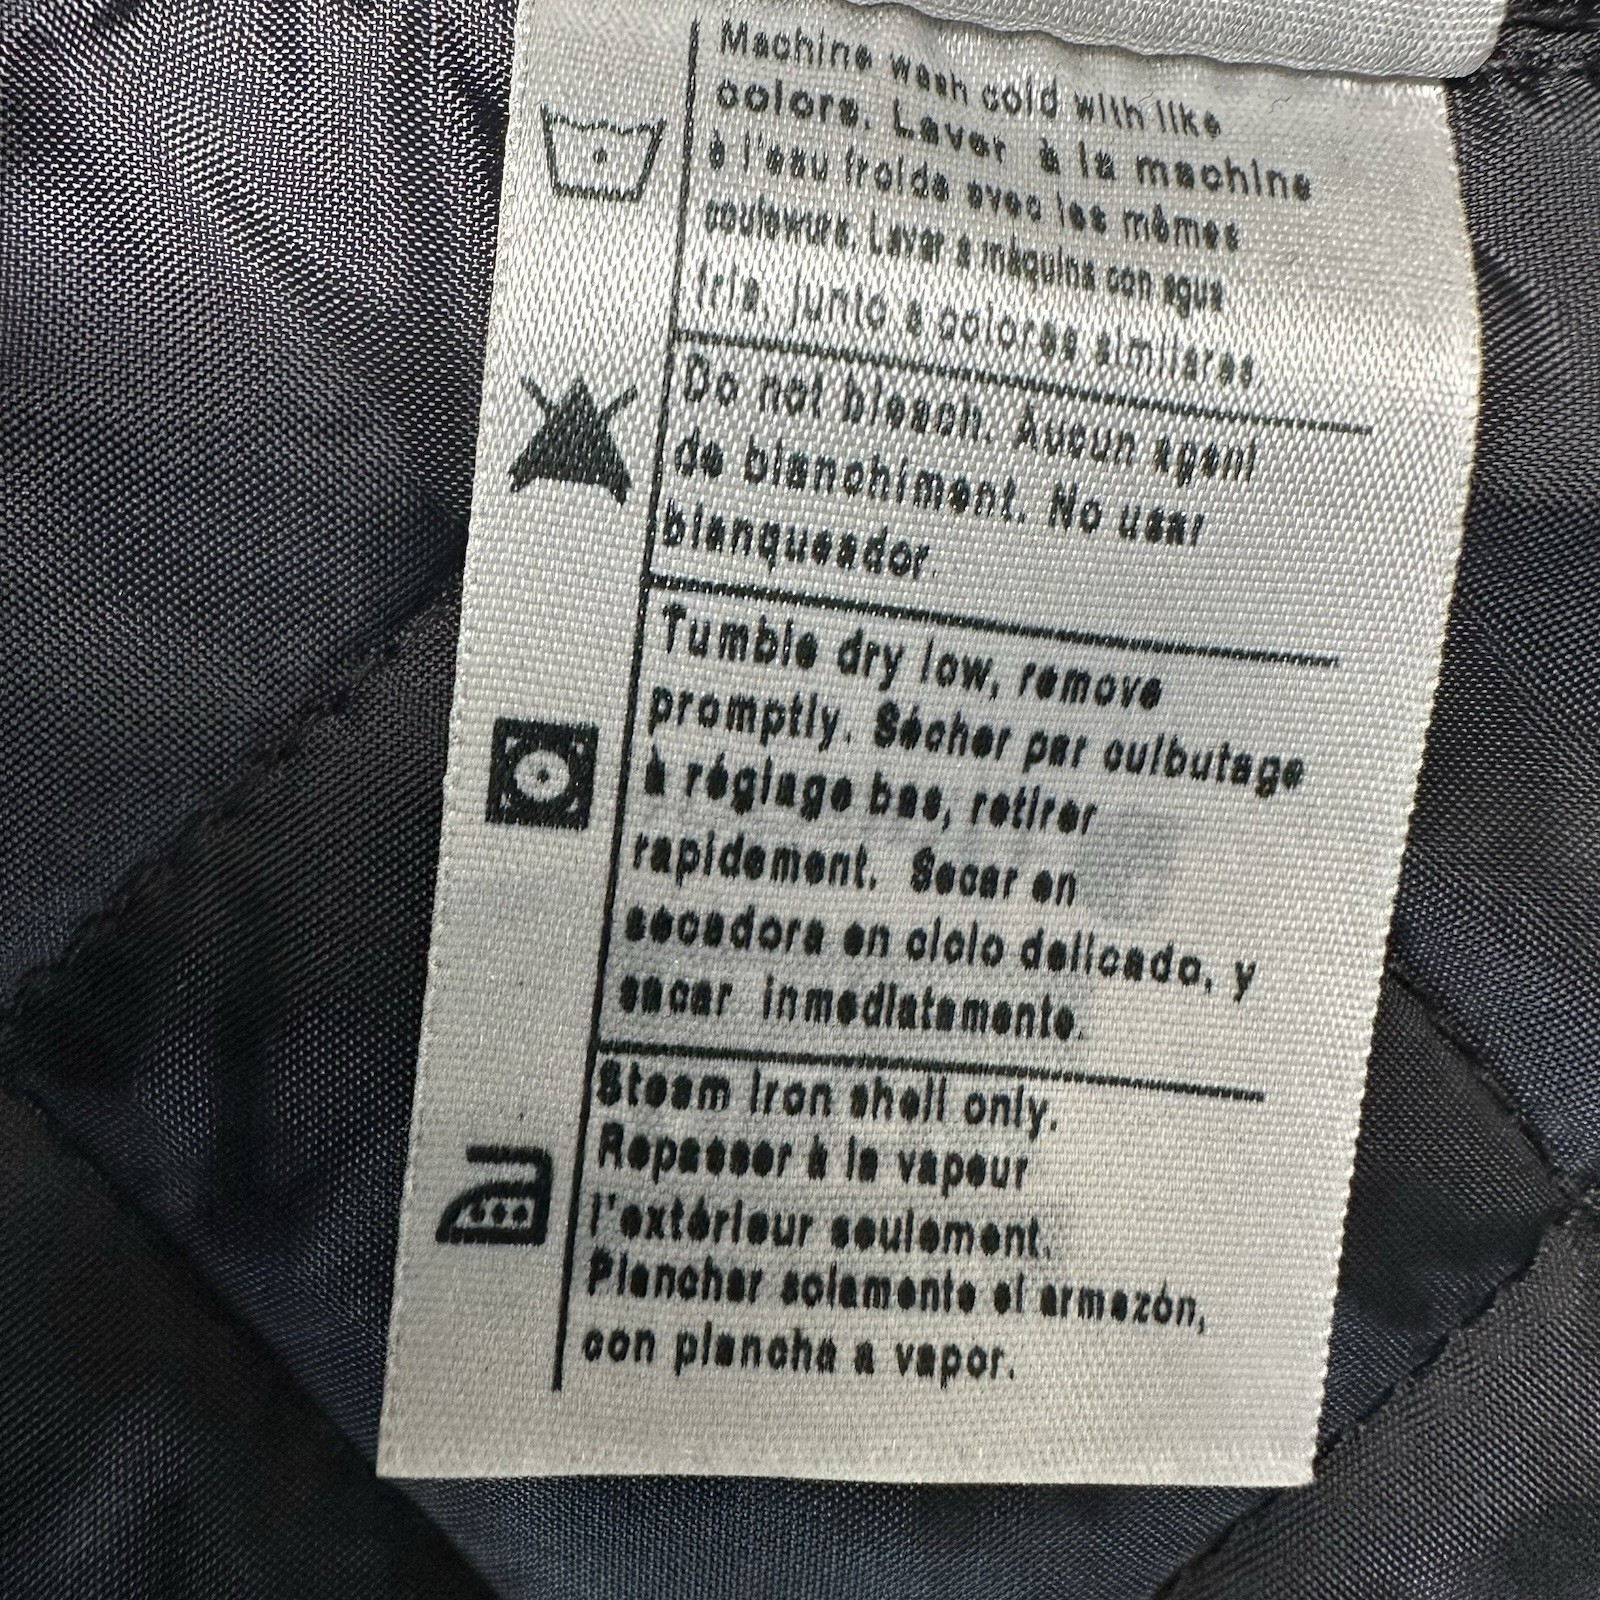 Machine wash cold with like
colors. Laver à la machine
à l'eau froide avec les mêmes
couleurs. Lavar a máquina con agua
fría, junto a colores similares
Do not bleach. Aucun agent
de blanchiment. No usar
blanqueador.
Tumble dry low, remove
promptly. Sécher par culbutage
à réglage bas, retirer
rapidement. Secar en
secadora en ciclo delicado, y
sacar inmediatamente.
Steam iron shell only.
Repasser à la vapeur
l'extérieur seulement.
Planchar solamente el armazón,
con plancha a vapor.